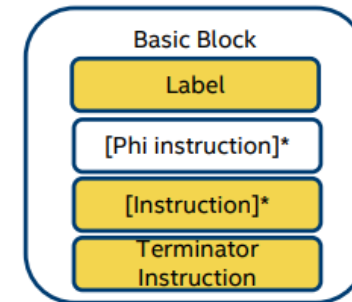 Basic Block
Label
[Phi instruction]*
[Instruction]*
Terminator
Instruction